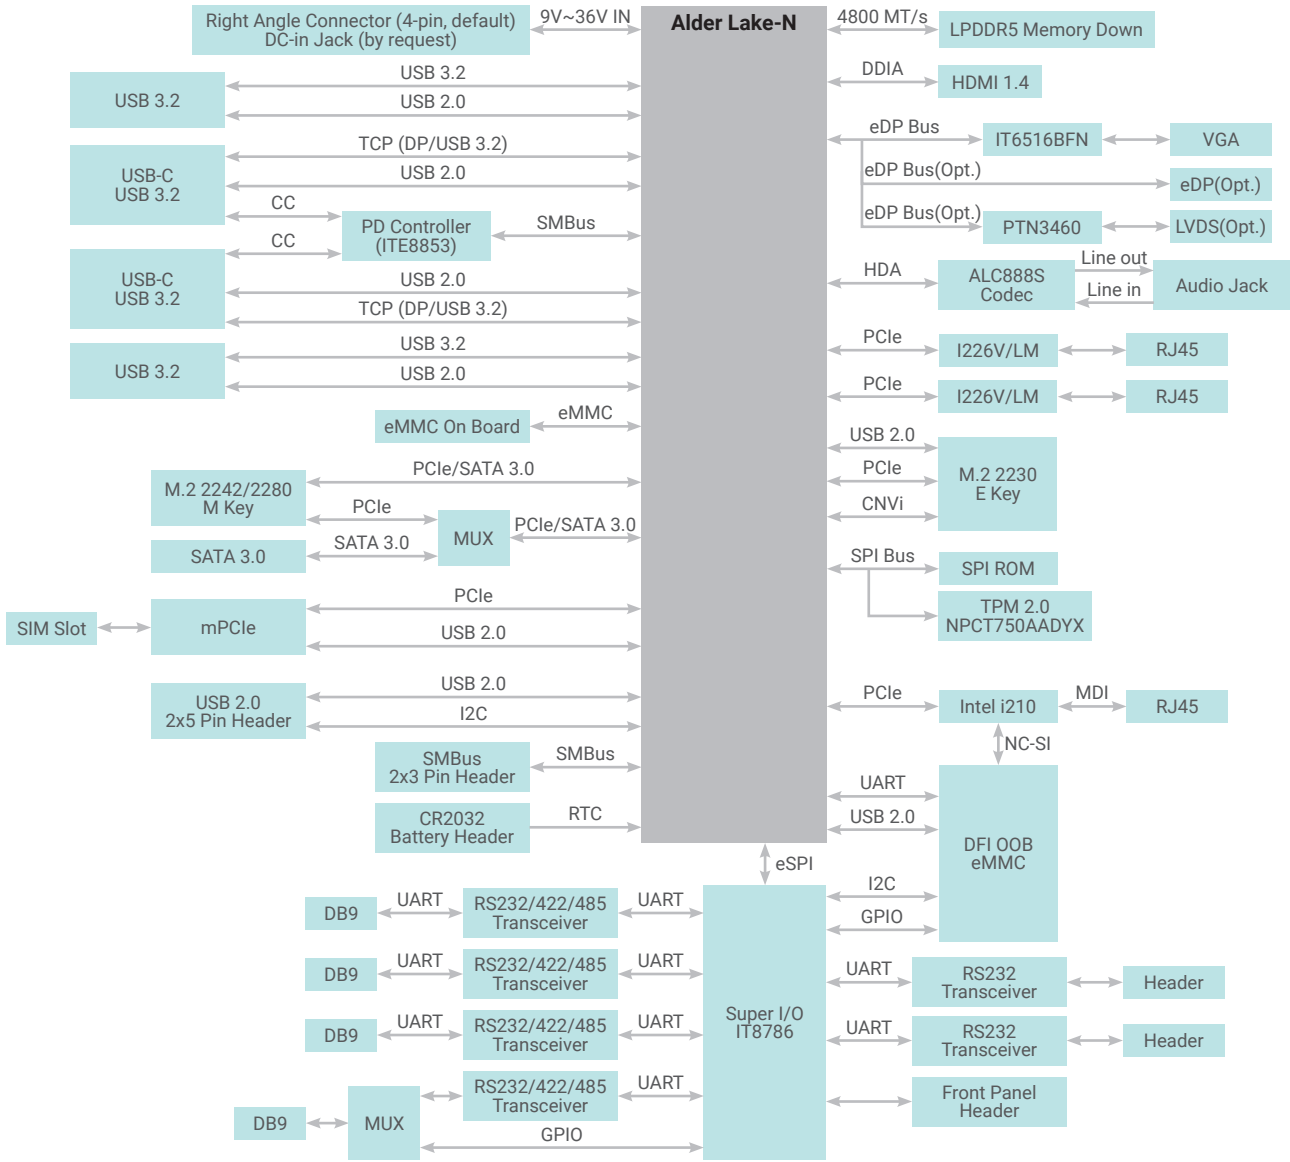 Right Angle Connector (4-pin, default)
DC-in Jack (by request)
9V~36V IN
Alder Lake-N
4800 MT/s
LPDDR5 Memory Down
USB 3.2
USB 3.2
USB 2.0
DDIA
HDMI 1.4
USB-C
USB 3.2
TCP (DP/USB 3.2)
USB 2.0
CC
PD Controller
(ITE8853)
SMBus
CC
USB-C
USB 3.2
USB 2.0
TCP (DP/USB 3.2)
eDP Bus
IT6516BFN
VGA
eDP Bus(Opt.)
eDP(Opt.)
eDP Bus(Opt.)
PTN3460
LVDS(Opt.)
HDA
ALC888S
Codec
Line out
Line in
Audio Jack
USB 3.2
USB 3.2
USB 2.0
PCIe
I226V/LM
RJ45
PCIe
I226V/LM
RJ45
eMMC On Board
eMMC
USB 2.0
PCIe
CNVi
M.2 2230
E Key
M.2 2242/2280
M Key
PCIe/SATA 3.0
PCIe
MUX
PCIe/SATA 3.0
SATA 3.0
SATA 3.0
SPI Bus
SPI ROM
TPM 2.0
NPCT750AADYX
SIM Slot
mPCIe
PCIe
USB 2.0
USB 2.0
2x5 Pin Header
USB 2.0
I2C
PCIe
Intel i210
MDI
RJ45
NC-SI
SMBus
2x3 Pin Header
SMBus
CR2032
Battery Header
RTC
UART
USB 2.0
DFI OOB
eMMC
I2C
GPIO
eSPI
DB9
UART
RS232/422/485
Transceiver
UART
DB9
UART
RS232/422/485
Transceiver
UART
DB9
UART
RS232/422/485
Transceiver
UART
Super I/O
IT8786
UART
RS232
Transceiver
Header
UART
RS232
Transceiver
Header
DB9
MUX
RS232/422/485
Transceiver
UART
GPIO
Front Panel
Header